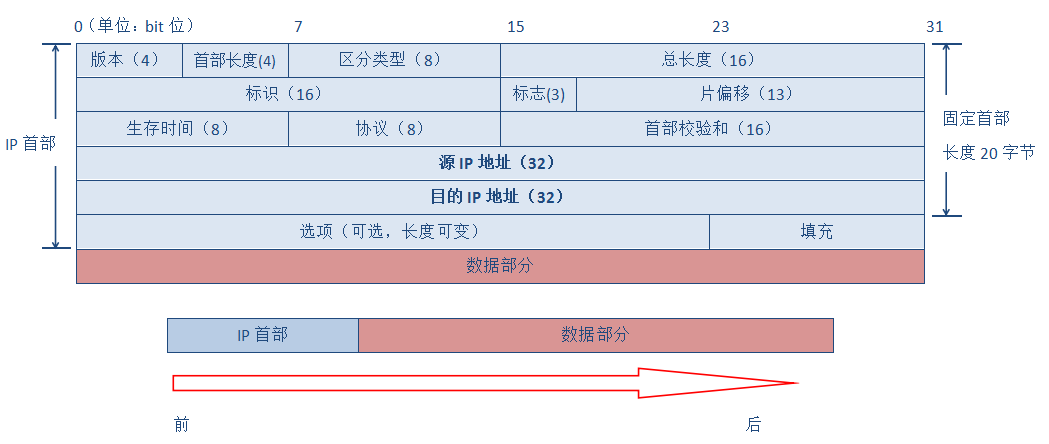 0（单位：bit 位） 7 15 23 31
版本（4） 首部长度(4) 区分类型（8） 总长度（16）
标识（16） 标志(3) 片偏移（13）
生存时间（8） 协议（8） 首部校验和（16）
IP 首部
固定首部
长度 20 字节
源 IP 地址（32）
目的 IP 地址（32）
选项（可选，长度可变） 填充
数据部分
IP 首部 数据部分
前 后